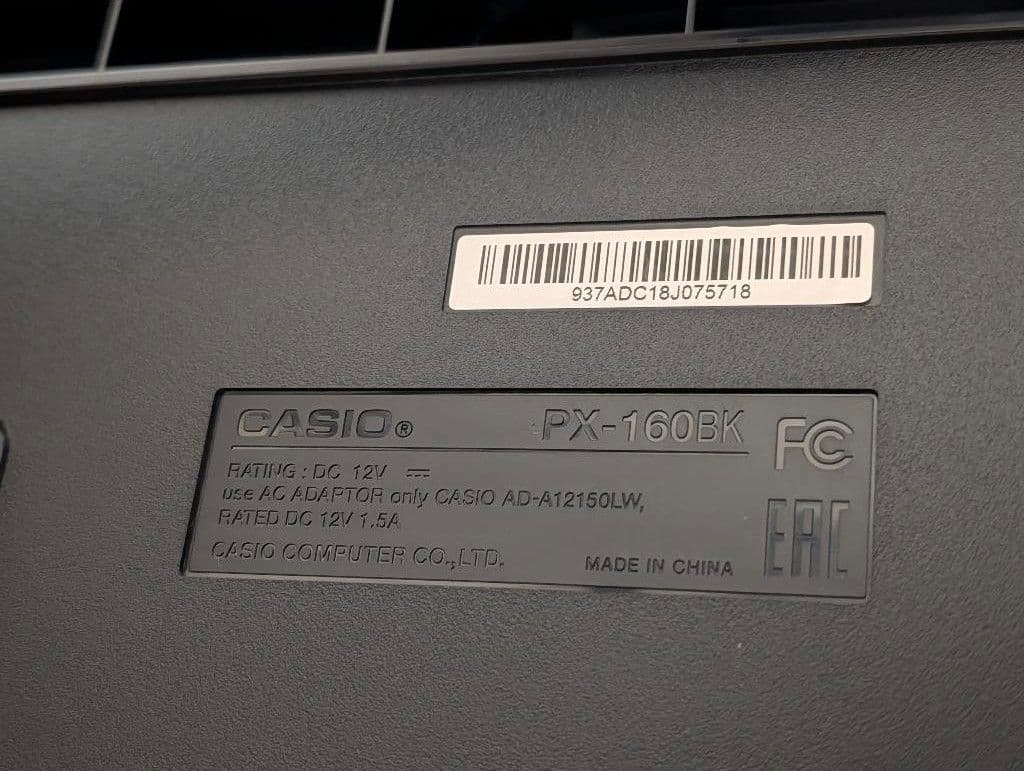 937ADC18J075718
CASIO® PX-160BK FC
RATING : DC 12V ⎓
use AC ADAPTOR only CASIO AD-A12150LW,
RATED DC 12V 1.5A
CASIO COMPUTER CO.,LTD. MADE IN CHINA EAC